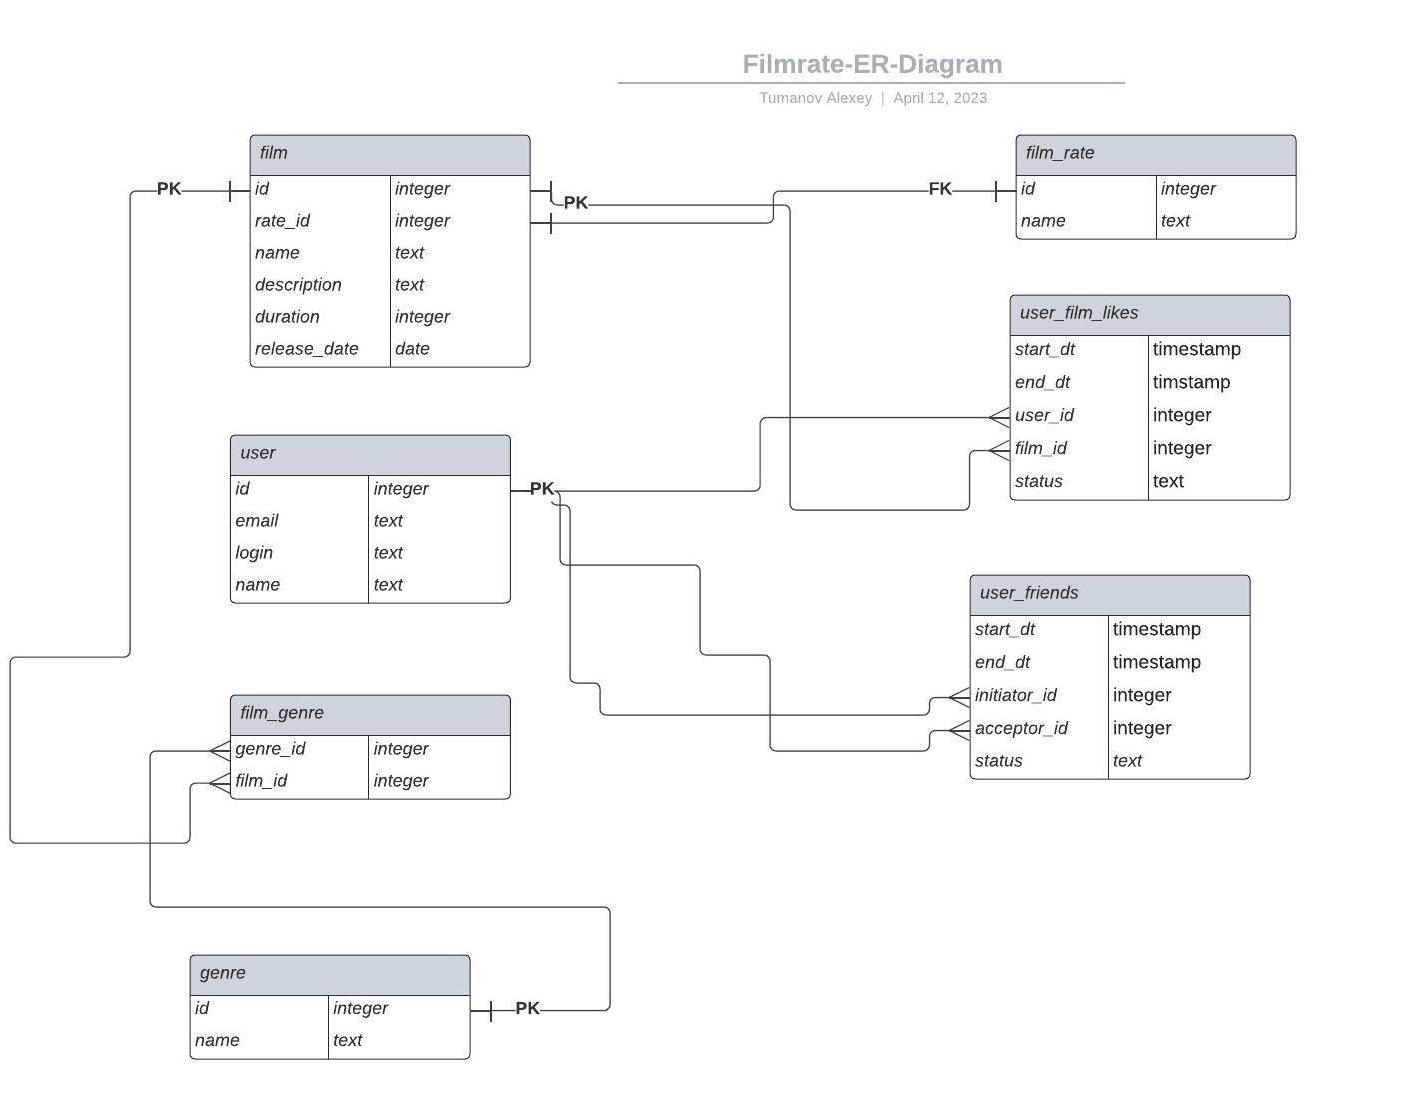 Filmrate-ER-Diagram
Tumanov Alexey | April 12, 2023
film
PK
id integer
rate_id integer
name text
description text
duration integer
release_date date
PK
FK
film_rate
id integer
name text
user_film_likes
start_dt timestamp
end_dt timstamp
user_id integer
film_id integer
status text
user
id integer
email text
login text
name text
PK
user_friends
start_dt timestamp
end_dt timestamp
initiator_id integer
acceptor_id integer
status text
film_genre
genre_id integer
film_id integer
genre
id integer
name text
PK